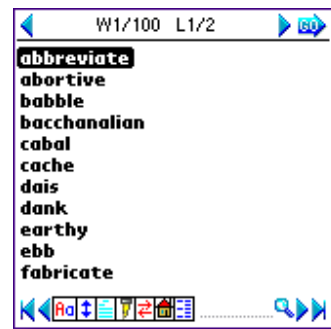 W1/100 L1/2 GO
abbreviate
abortive
babble
bacchanalian
cabal
cache
dais
dank
earthy
ebb
fabricate
Aa